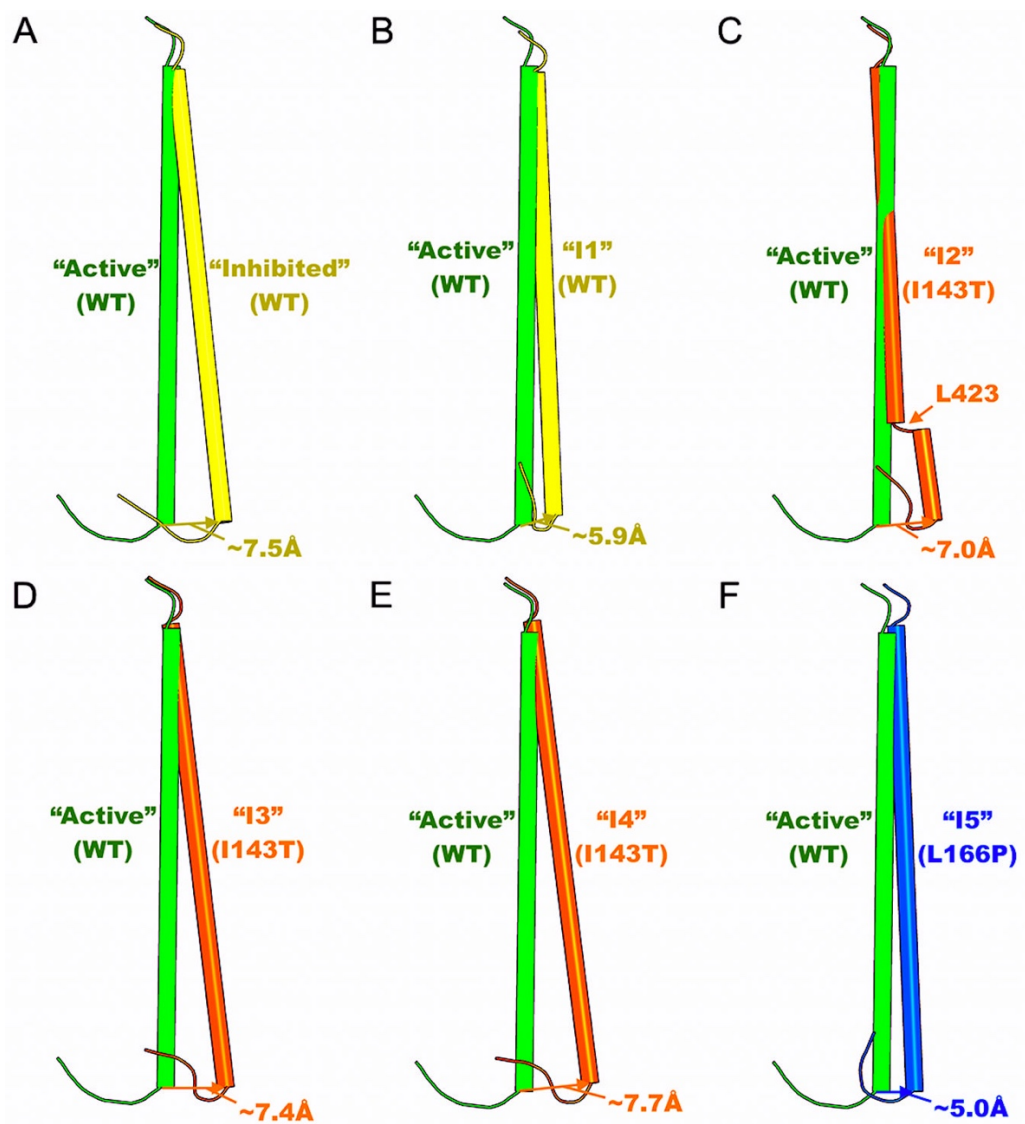 A
"Active"
(WT)
"Inhibited"
(WT)
~7.5Å
B
"Active"
(WT)
"I1"
(WT)
~5.9Å
C
"Active"
(WT)
"I2"
(I143T)
L423
~7.0Å
D
"Active"
(WT)
"I3"
(I143T)
~7.4Å
E
"Active"
(WT)
"I4"
(I143T)
~7.7Å
F
"Active"
(WT)
"I5"
(L166P)
~5.0Å